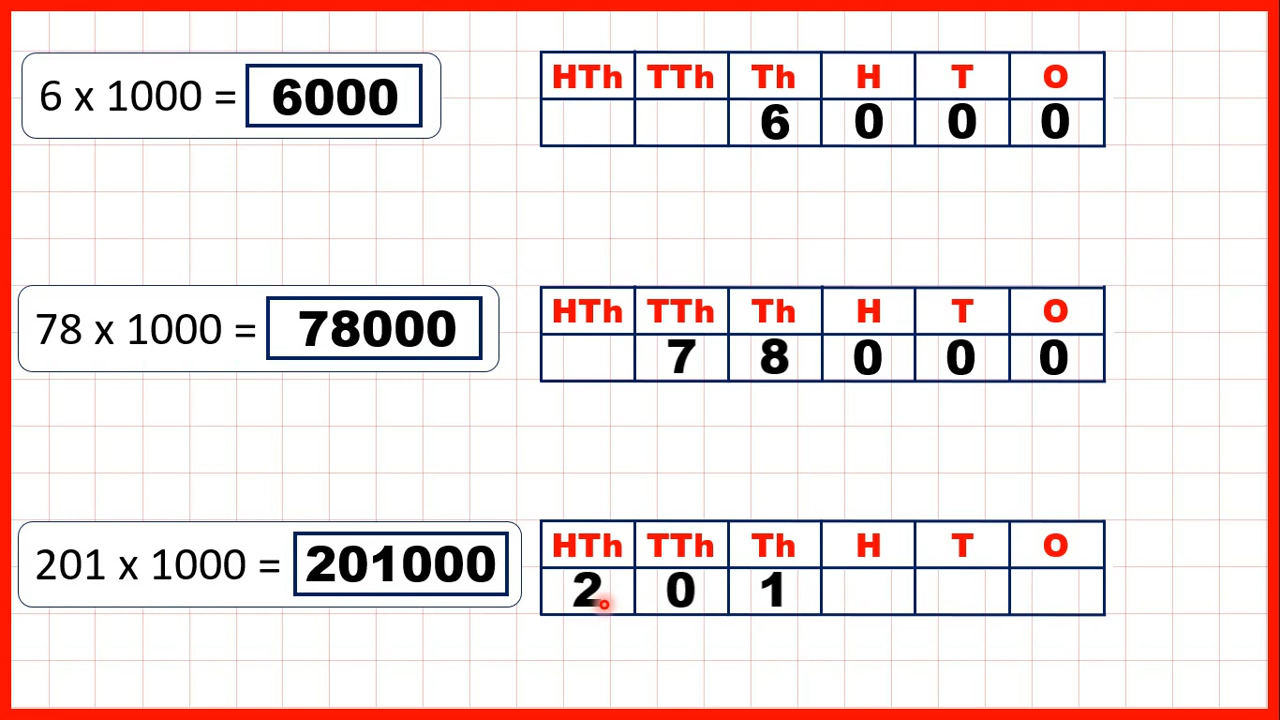 6 x 1000 = 6000
HTh TTh Th H T O
6 0 0 0
78 x 1000 = 78000
HTh TTh Th H T O
7 8 0 0 0
201 x 1000 = 201000
HTh TTh Th H T O
2 0 1